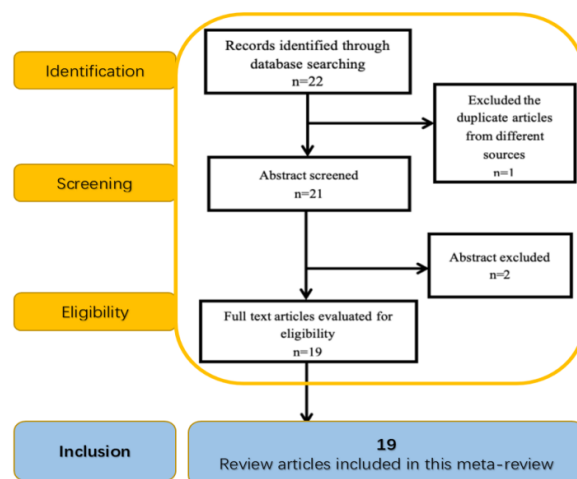 Identification
Records identified through
database searching
n=22
Excluded the
duplicate articles
from different
sources
n=1
Screening
Abstract screened
n=21
Abstract excluded
n=2
Eligibility
Full text articles evaluated for
eligibility
n=19
Inclusion
19
Review articles included in this meta-review